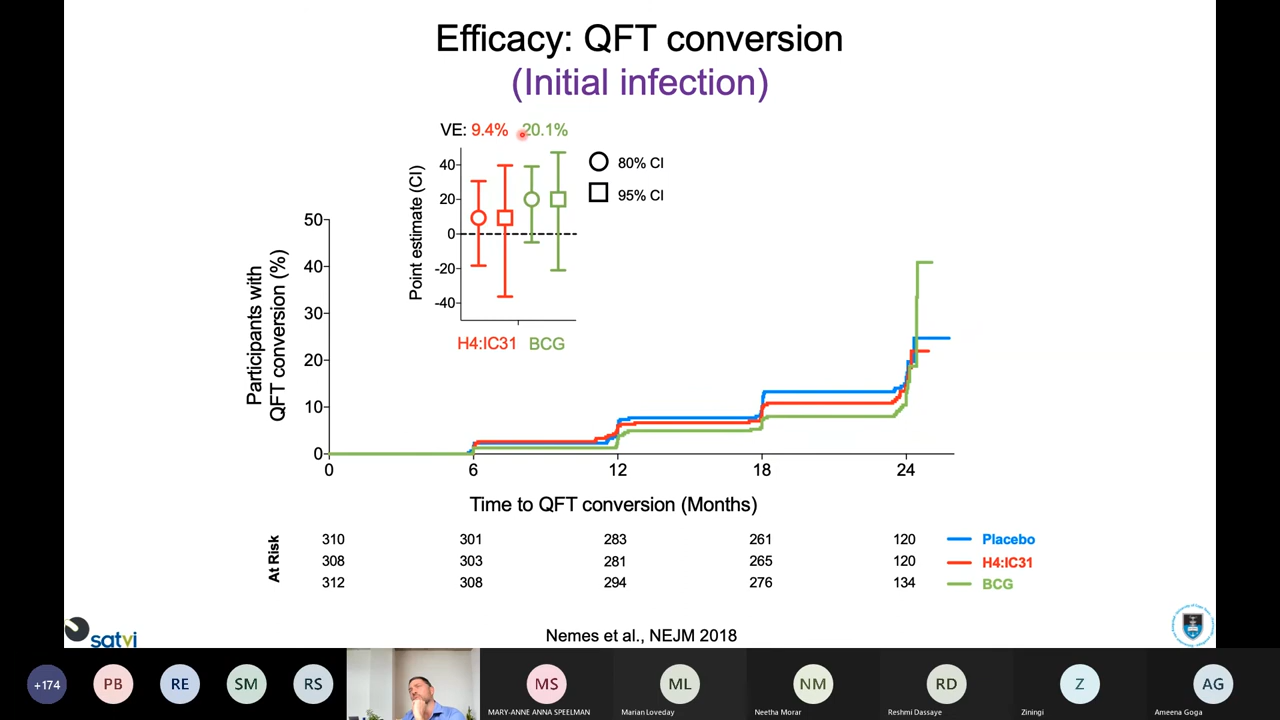 Efficacy: QFT conversion
(Initial infection)
VE: 9.4% 20.1%
80% CI
95% CI
Point estimate (CI)
40
20
0
-20
-40
H4:IC31 BCG
Participants with
QFT conversion (%)
50
40
30
20
10
0
0 6 12 18 24
Time to QFT conversion (Months)
At Risk
310 301 283 261 120 Placebo
308 303 281 265 120 H4:IC31
312 308 294 276 134 BCG
satvi
Nemes et al., NEJM 2018
+174 PB RE SM RS MS ML NM RD Z AG
MARY-ANNE ANNA SPEELMAN Marian Loveday Neetha Morar Reshmi Dassaye Ziningi Ameena Goga